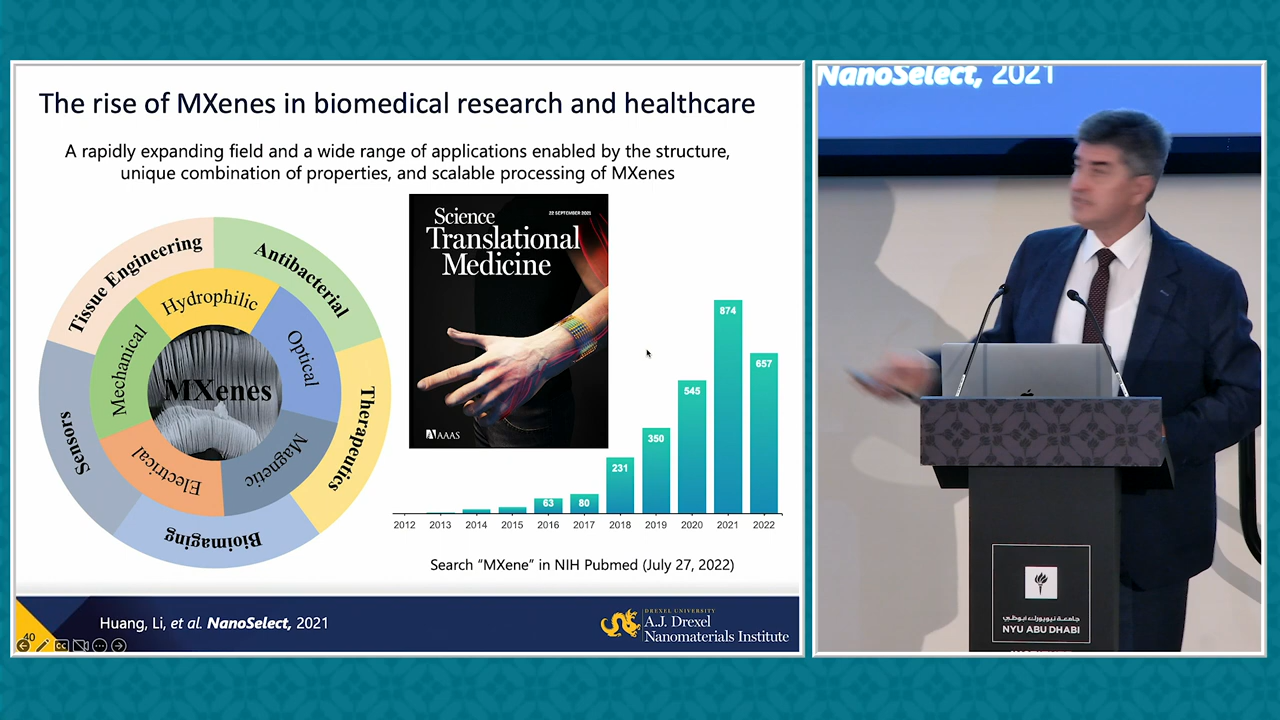 The rise of MXenes in biomedical research and healthcare
A rapidly expanding field and a wide range of applications enabled by the structure,
unique combination of properties, and scalable processing of MXenes
Tissue Engineering
Antibacterial
Therapeutics
Bioimaging
Sensors
Hydrophilic
Optical
Magnetic
Electrical
Mechanical
MXenes
Science
22 SEPTEMBER 2021
Translational
Medicine
AAAS
63
80
231
350
545
874
657
2012 2013 2014 2015 2016 2017 2018 2019 2020 2021 2022
Search “MXene” in NIH Pubmed (July 27, 2022)
40
CC
Huang, Li, et al. NanoSelect, 2021
DREXEL UNIVERSITY
A.J. Drexel
Nanomaterials Institute
NanoSelect, 2021
جامعة نيويورك أبوظبي
NYU ABU DHABI